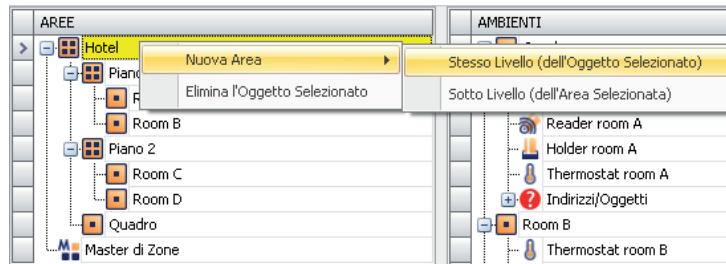 AREE
AMBIENTI
Hotel
Nuova Area
Stesso Livello (dell'Oggetto Selezionato)
Elimina l'Oggetto Selezionato
Sotto Livello (dell'Area Selezionata)
Room B
Reader room A
Piano 2
Holder room A
Room C
Thermostat room A
Room D
Indirizzi/Oggetti
Quadro
Room B
Master di Zone
Thermostat room B